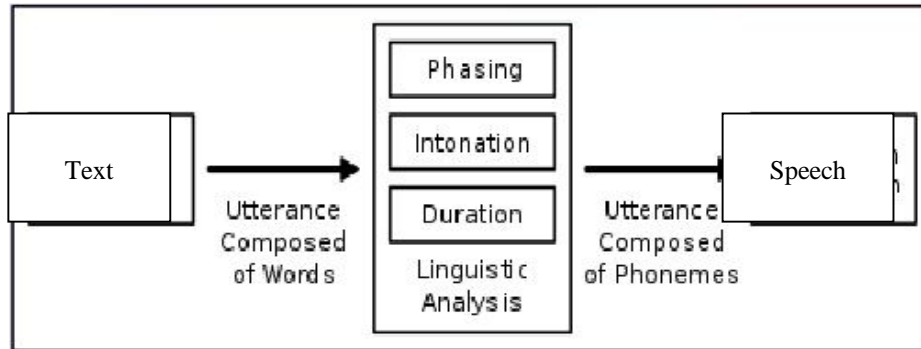 Text
Utterance
Composed
of Words
Phasing
Intonation
Duration
Linguistic
Analysis
Utterance
Composed
of Phonemes
Speech